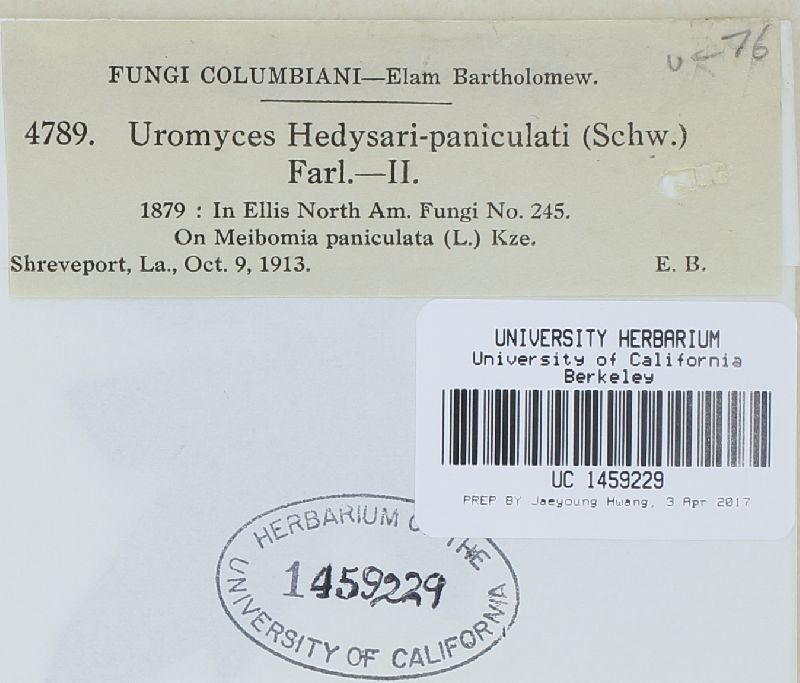 FUNGI COLUMBIANI—Elam Bartholomew.
4789. Uromyces Hedysari-paniculati (Schw.)
Farl.—II.
1879 : In Ellis North Am. Fungi No. 245.
On Meibomia paniculata (L.) Kze.
Shreveport, La., Oct. 9, 1913. E. B.
UNIVERSITY HERBARIUM
University of California
Berkeley
UC 1459229
PREP BY Jaeyoung Hwang, 3 Apr 2017
HERBARIUM THE
1459229
UNIVERSITY OF CALIFORNIA